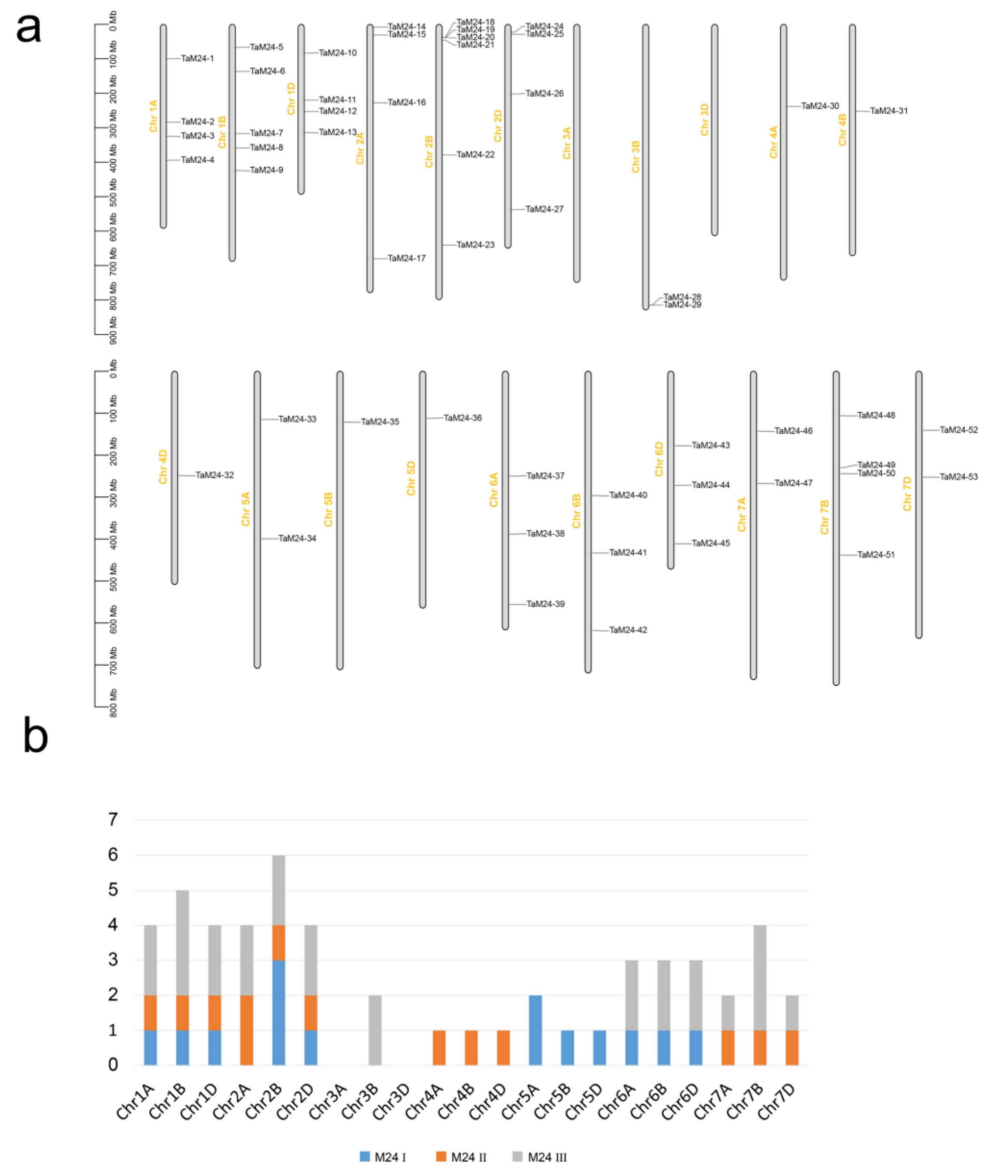 a
0 Mb
100 Mb
200 Mb
300 Mb
400 Mb
500 Mb
600 Mb
700 Mb
800 Mb
900 Mb
Chr 1A
TaM24-1
TaM24-2
TaM24-3
TaM24-4
Chr 1B
TaM24-5
TaM24-6
TaM24-7
TaM24-8
TaM24-9
Chr 1D
TaM24-10
TaM24-11
TaM24-12
TaM24-13
Chr 2A
TaM24-14
TaM24-15
TaM24-16
TaM24-17
Chr 2B
TaM24-18
TaM24-19
TaM24-20
TaM24-21
TaM24-22
TaM24-23
Chr 2D
TaM24-24
TaM24-25
TaM24-26
TaM24-27
Chr 3A
Chr 3B
TaM24-28
TaM24-29
Chr 3D
Chr 4A
TaM24-30
Chr 4B
TaM24-31
0 Mb
100 Mb
200 Mb
300 Mb
400 Mb
500 Mb
600 Mb
700 Mb
800 Mb
Chr 4D
TaM24-32
Chr 5A
TaM24-33
TaM24-34
Chr 5B
TaM24-35
Chr 5D
TaM24-36
Chr 6A
TaM24-37
TaM24-38
TaM24-39
Chr 6B
TaM24-40
TaM24-41
TaM24-42
Chr 6D
TaM24-43
TaM24-44
TaM24-45
Chr 7A
TaM24-46
TaM24-47
Chr 7B
TaM24-48
TaM24-49
TaM24-50
TaM24-51
Chr 7D
TaM24-52
TaM24-53
b
7
6
5
4
3
2
1
0
Chr1A
Chr1B
Chr1D
Chr2A
Chr2B
Chr2D
Chr3A
Chr3B
Chr3D
Chr4A
Chr4B
Chr4D
Chr5A
Chr5B
Chr5D
Chr6A
Chr6B
Chr6D
Chr7A
Chr7B
Chr7D
M24 I
M24 II
M24 III